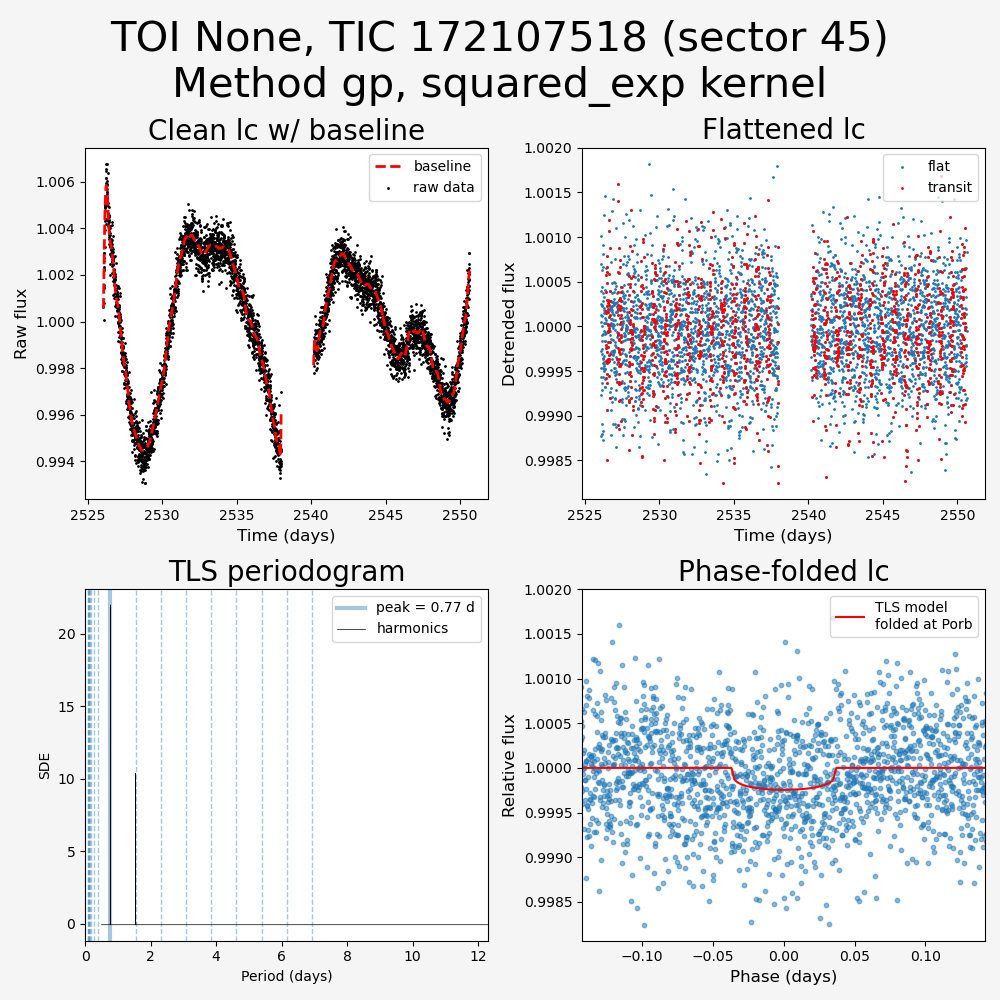 TOI None, TIC 172107518 (sector 45)
Method gp, squared_exp kernel
Clean lc w/ baseline
baseline
raw data
1.006
1.004
1.002
1.000
0.998
0.996
0.994
Raw flux
2525
2530
2535
2540
2545
2550
Time (days)
Flattened lc
flat
transit
1.0020
1.0015
1.0010
1.0005
1.0000
0.9995
0.9990
0.9985
Detrended flux
2525
2530
2535
2540
2545
2550
Time (days)
TLS periodogram
peak = 0.77 d
harmonics
20
15
10
5
0
SDE
0
2
4
6
8
10
12
Period (days)
Phase-folded lc
TLS model
folded at Porb
1.0020
1.0015
1.0010
1.0005
1.0000
0.9995
0.9990
0.9985
Relative flux
−0.10
−0.05
0.00
0.05
0.10
Phase (days)